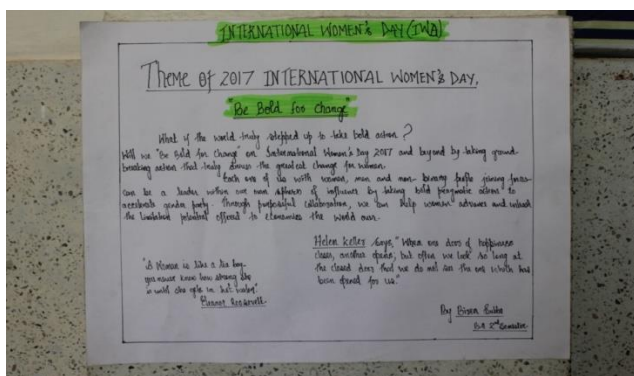 INTERNATIONAL WOMEN'S DAY (IWA)
Theme of 2017 INTERNATIONAL WOMEN'S DAY.
"Be Bold for Change"
What if the world truly stepped up to take bold action?
Will we "Be Bold for Change" on International Women's Day 2017 and beyond by taking ground-
breaking action that truly drives the greatest change for women.
Each one of us with women, men and non-binary people joining forces
can be a leader within our own spheres of influence by taking bold pragmatic action to
accelerate gender parity. Through purposeful collaboration, we can help women advance and unleash
the limitless potential offered to economies the world over.
Helen Keller Says, "When one door of happiness
closes, another opens; but often we look so long at
the closed door that we do not see the one which has
been opened for us."
"A Woman is like a tea bag-
you never know how strong she
is until she gets in hot water."
Eleanor Roosevelt.
By
BA 2nd Semester